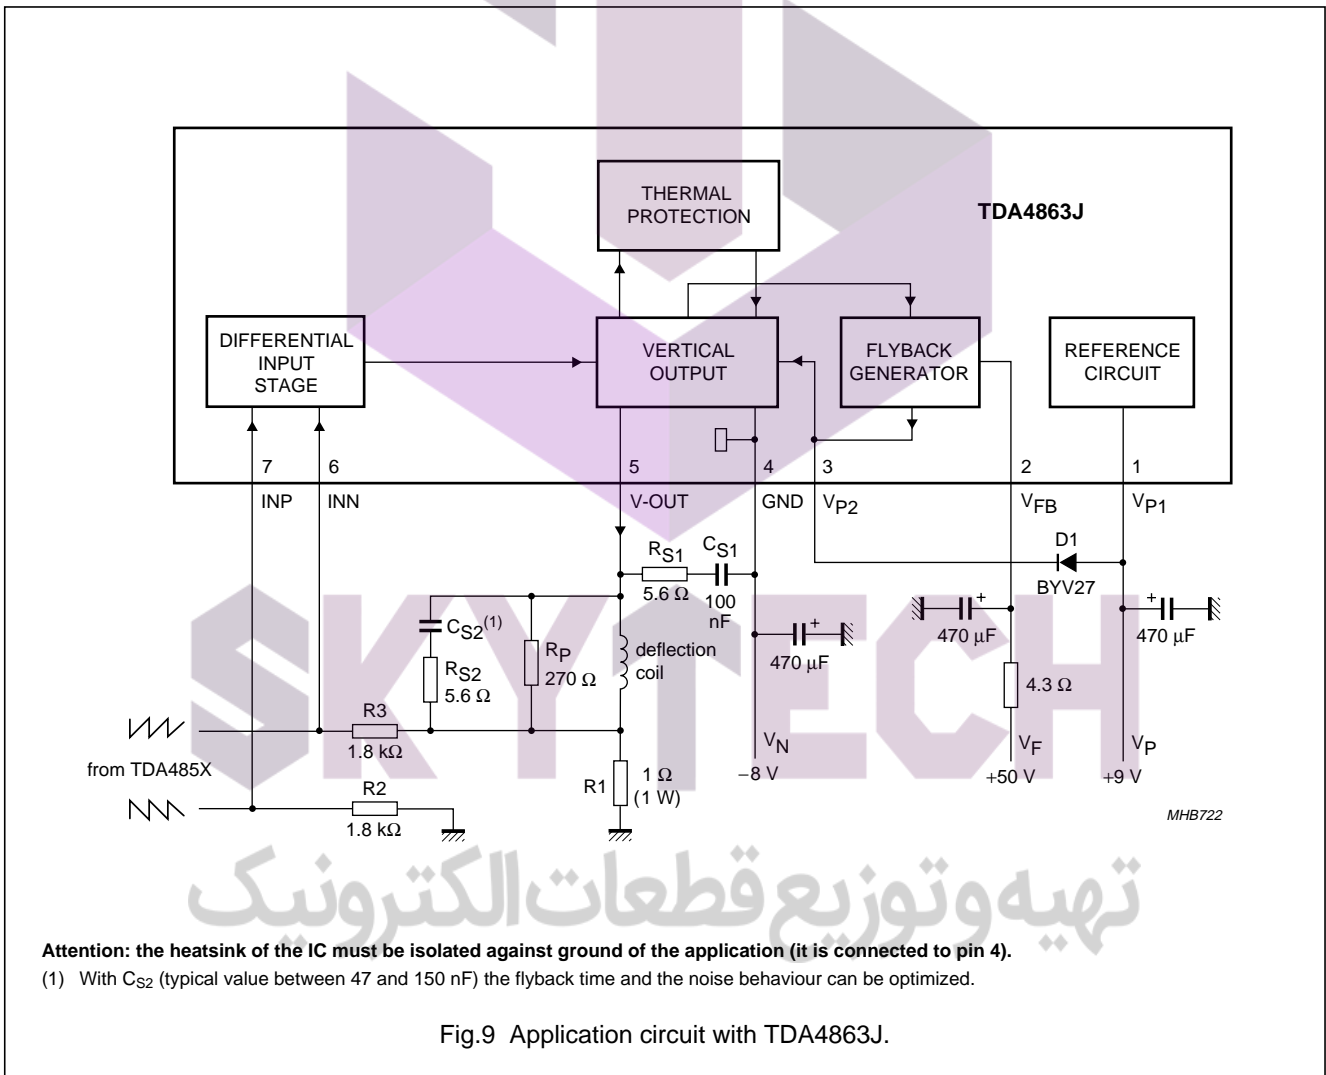 THERMAL
PROTECTION
TDA4863J
DIFFERENTIAL
INPUT
STAGE
VERTICAL
OUTPUT
FLYBACK
GENERATOR
REFERENCE
CIRCUIT
7
6
5
4
3
2
1
INP
INN
V-OUT
GND
VP2
VFB
VP1
D1
BYV27
RS1
5.6 Ω
CS1
100
nF
CS2(1)
RS2
5.6 Ω
RP
270 Ω
deflection
coil
+
470 μF
+
470 μF
+
470 μF
4.3 Ω
R3
1.8 kΩ
from TDA485X
R2
1.8 kΩ
R1
1 Ω
(1 W)
VN
−8 V
VF
+50 V
VP
+9 V
MHB722
SKYTECH
تهیه و توزیع قطعات الکترونیک
Attention: the heatsink of the IC must be isolated against ground of the application (it is connected to pin 4).
(1) With CS2 (typical value between 47 and 150 nF) the flyback time and the noise behaviour can be optimized.
Fig.9 Application circuit with TDA4863J.